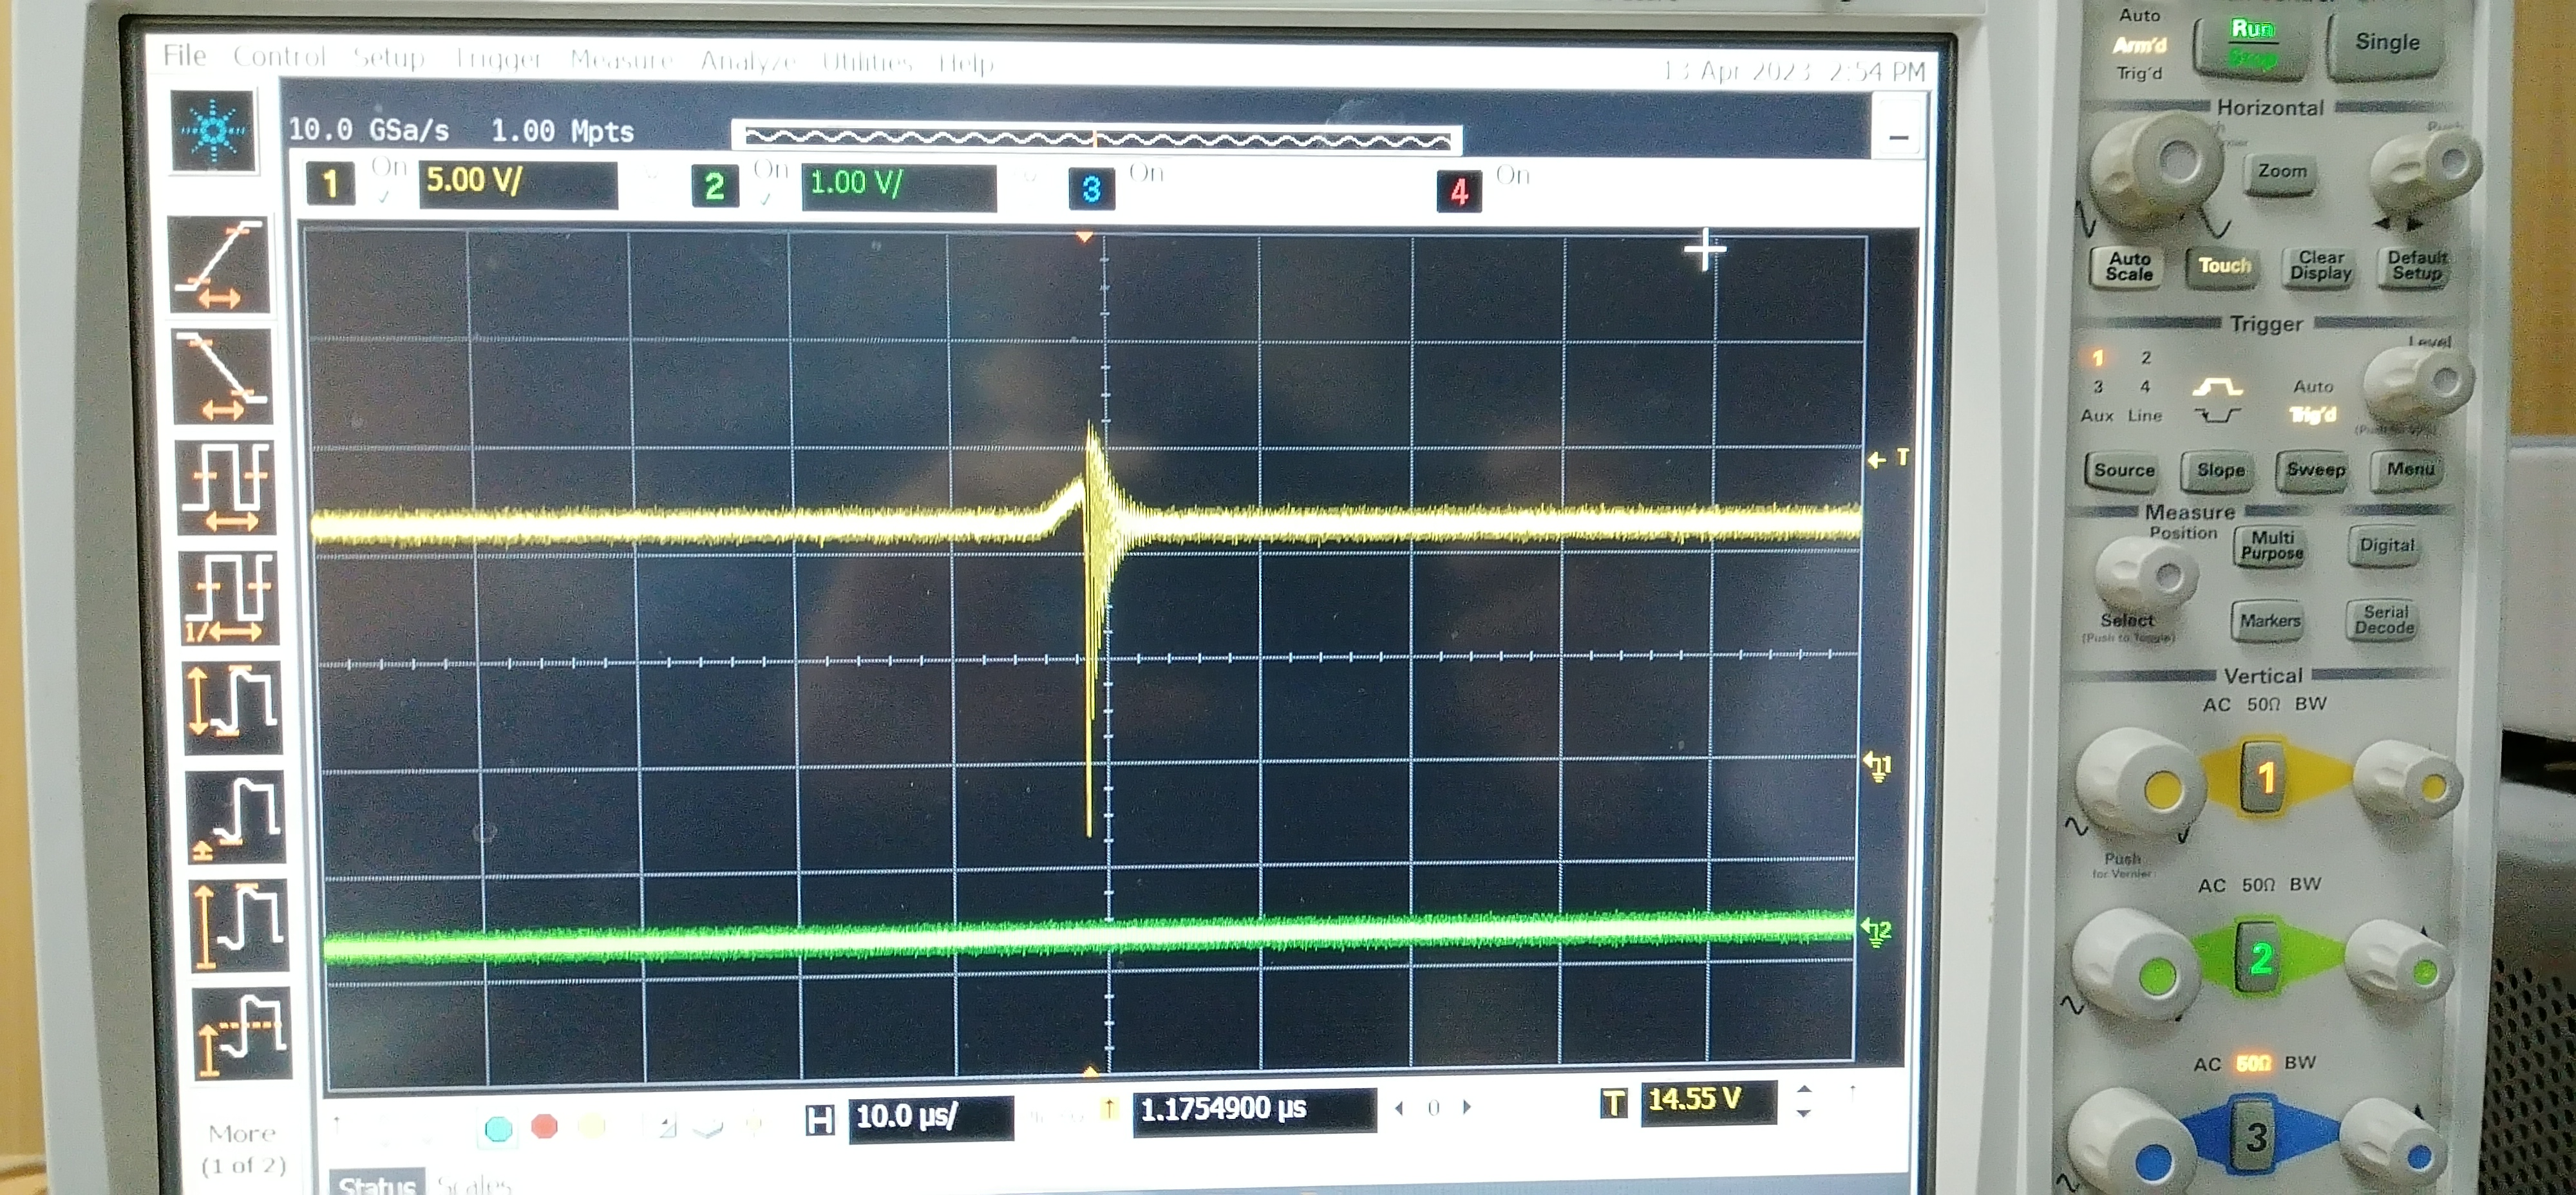 File Control Setup Trigger Measure Analyze Utilities Help
13 Apr 2023 2:54 PM
10.0 GSa/s 1.00 Mpts
1 On 5.00 V/ 2 On 1.00 V/ 3 On 4 On
T
1
2
1/
More
(1 of 2)
H 10.0 µs/ 1.1754900 µs 0 T 14.55 V
Status Scales
Auto
Arm'd
Trig'd
Run
Stop
Single
Horizontal
Push
Zoom
Auto
Scale
Touch
Clear
Display
Default
Setup
Trigger
Level
1 2
3 4
Aux Line
Auto
Trig'd
Source
Slope
Sweep
Menu
Measure
Position
Multi
Purpose
Digital
Select
(Push to Toggle)
Markers
Serial
Decode
Vertical
AC 50Ω BW
1
Push
for Vernier
AC 50Ω BW
2
AC 50Ω BW
3